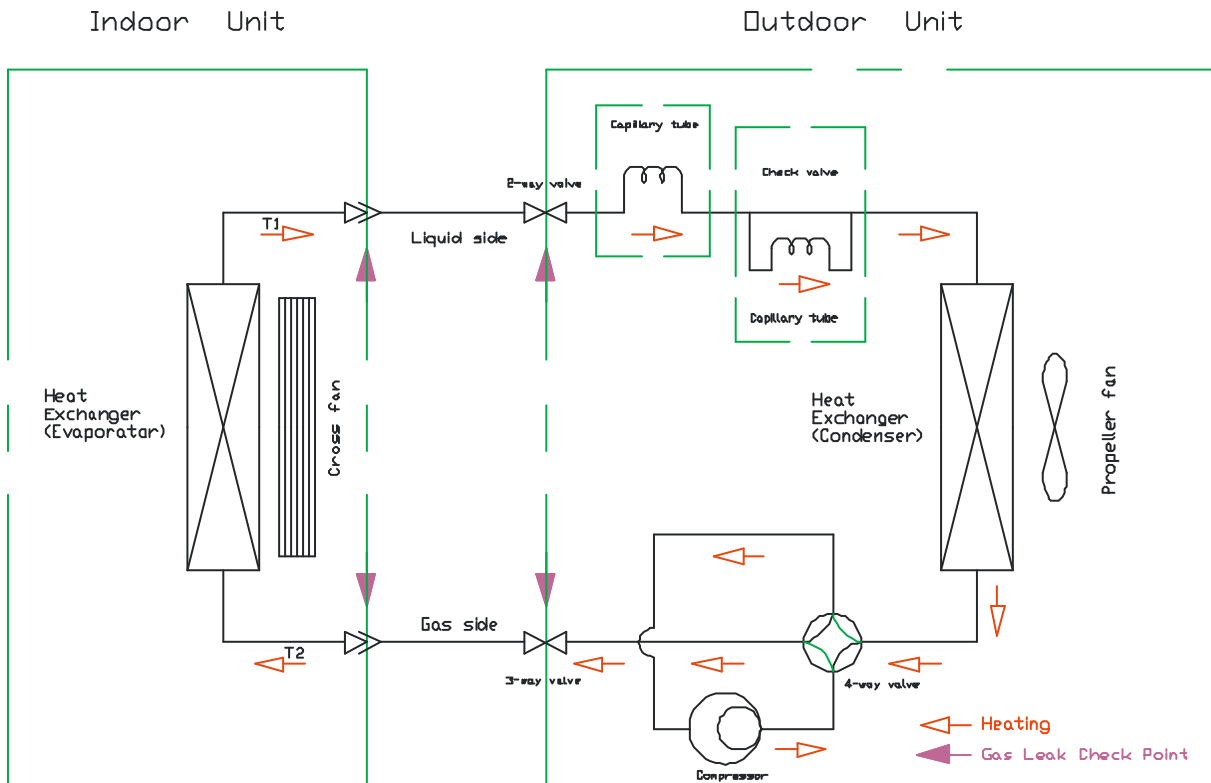 Indoor Unit
Outdoor Unit
Capillary tube
Check valve
2-way valve
T1
Liquid side
Capillary tube
Heat
Exchanger
(Evaporator)
Cross fan
Heat
Exchanger
(Condenser)
Propeller fan
Gas side
T2
3-way valve
4-way valve
Heating
Gas Leak Check Point
Compressor